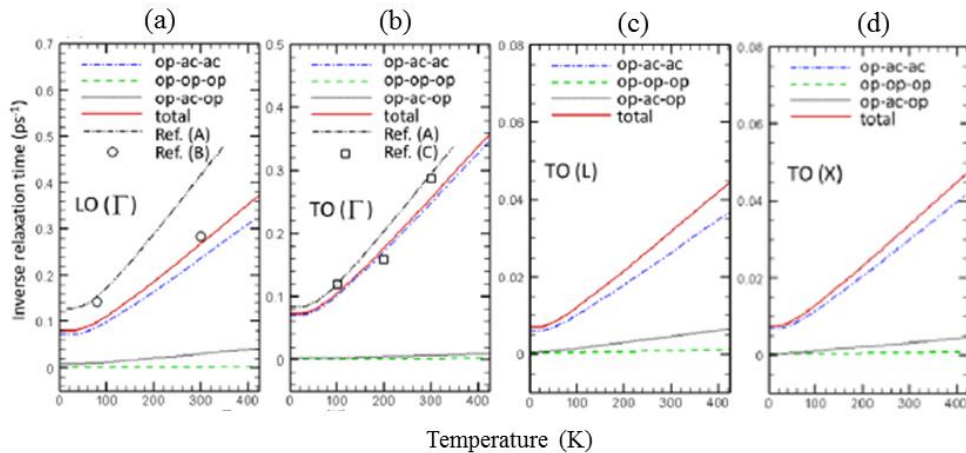 (a) (b) (c) (d)
Inverse relaxation time (ps⁻¹)
0.7
0.6
0.5
0.4
0.3
0.2
0.1
0
op-ac-ac
op-op-op
op-ac-op
total
Ref. (A)
Ref. (B)
LO (Γ)
0 100 200 300 400
0.5
0.4
0.3
0.2
0.1
0
op-ac-ac
op-op-op
op-ac-op
total
Ref. (A)
Ref. (C)
TO (Γ)
0 100 200 300 400
0.08
0.06
0.04
0.02
0
op-ac-ac
op-op-op
op-ac-op
total
TO (L)
0 100 200 300 400
0.08
0.06
0.04
0.02
0
op-ac-ac
op-op-op
op-ac-op
total
TO (X)
0 100 200 300 400
Temperature (K)